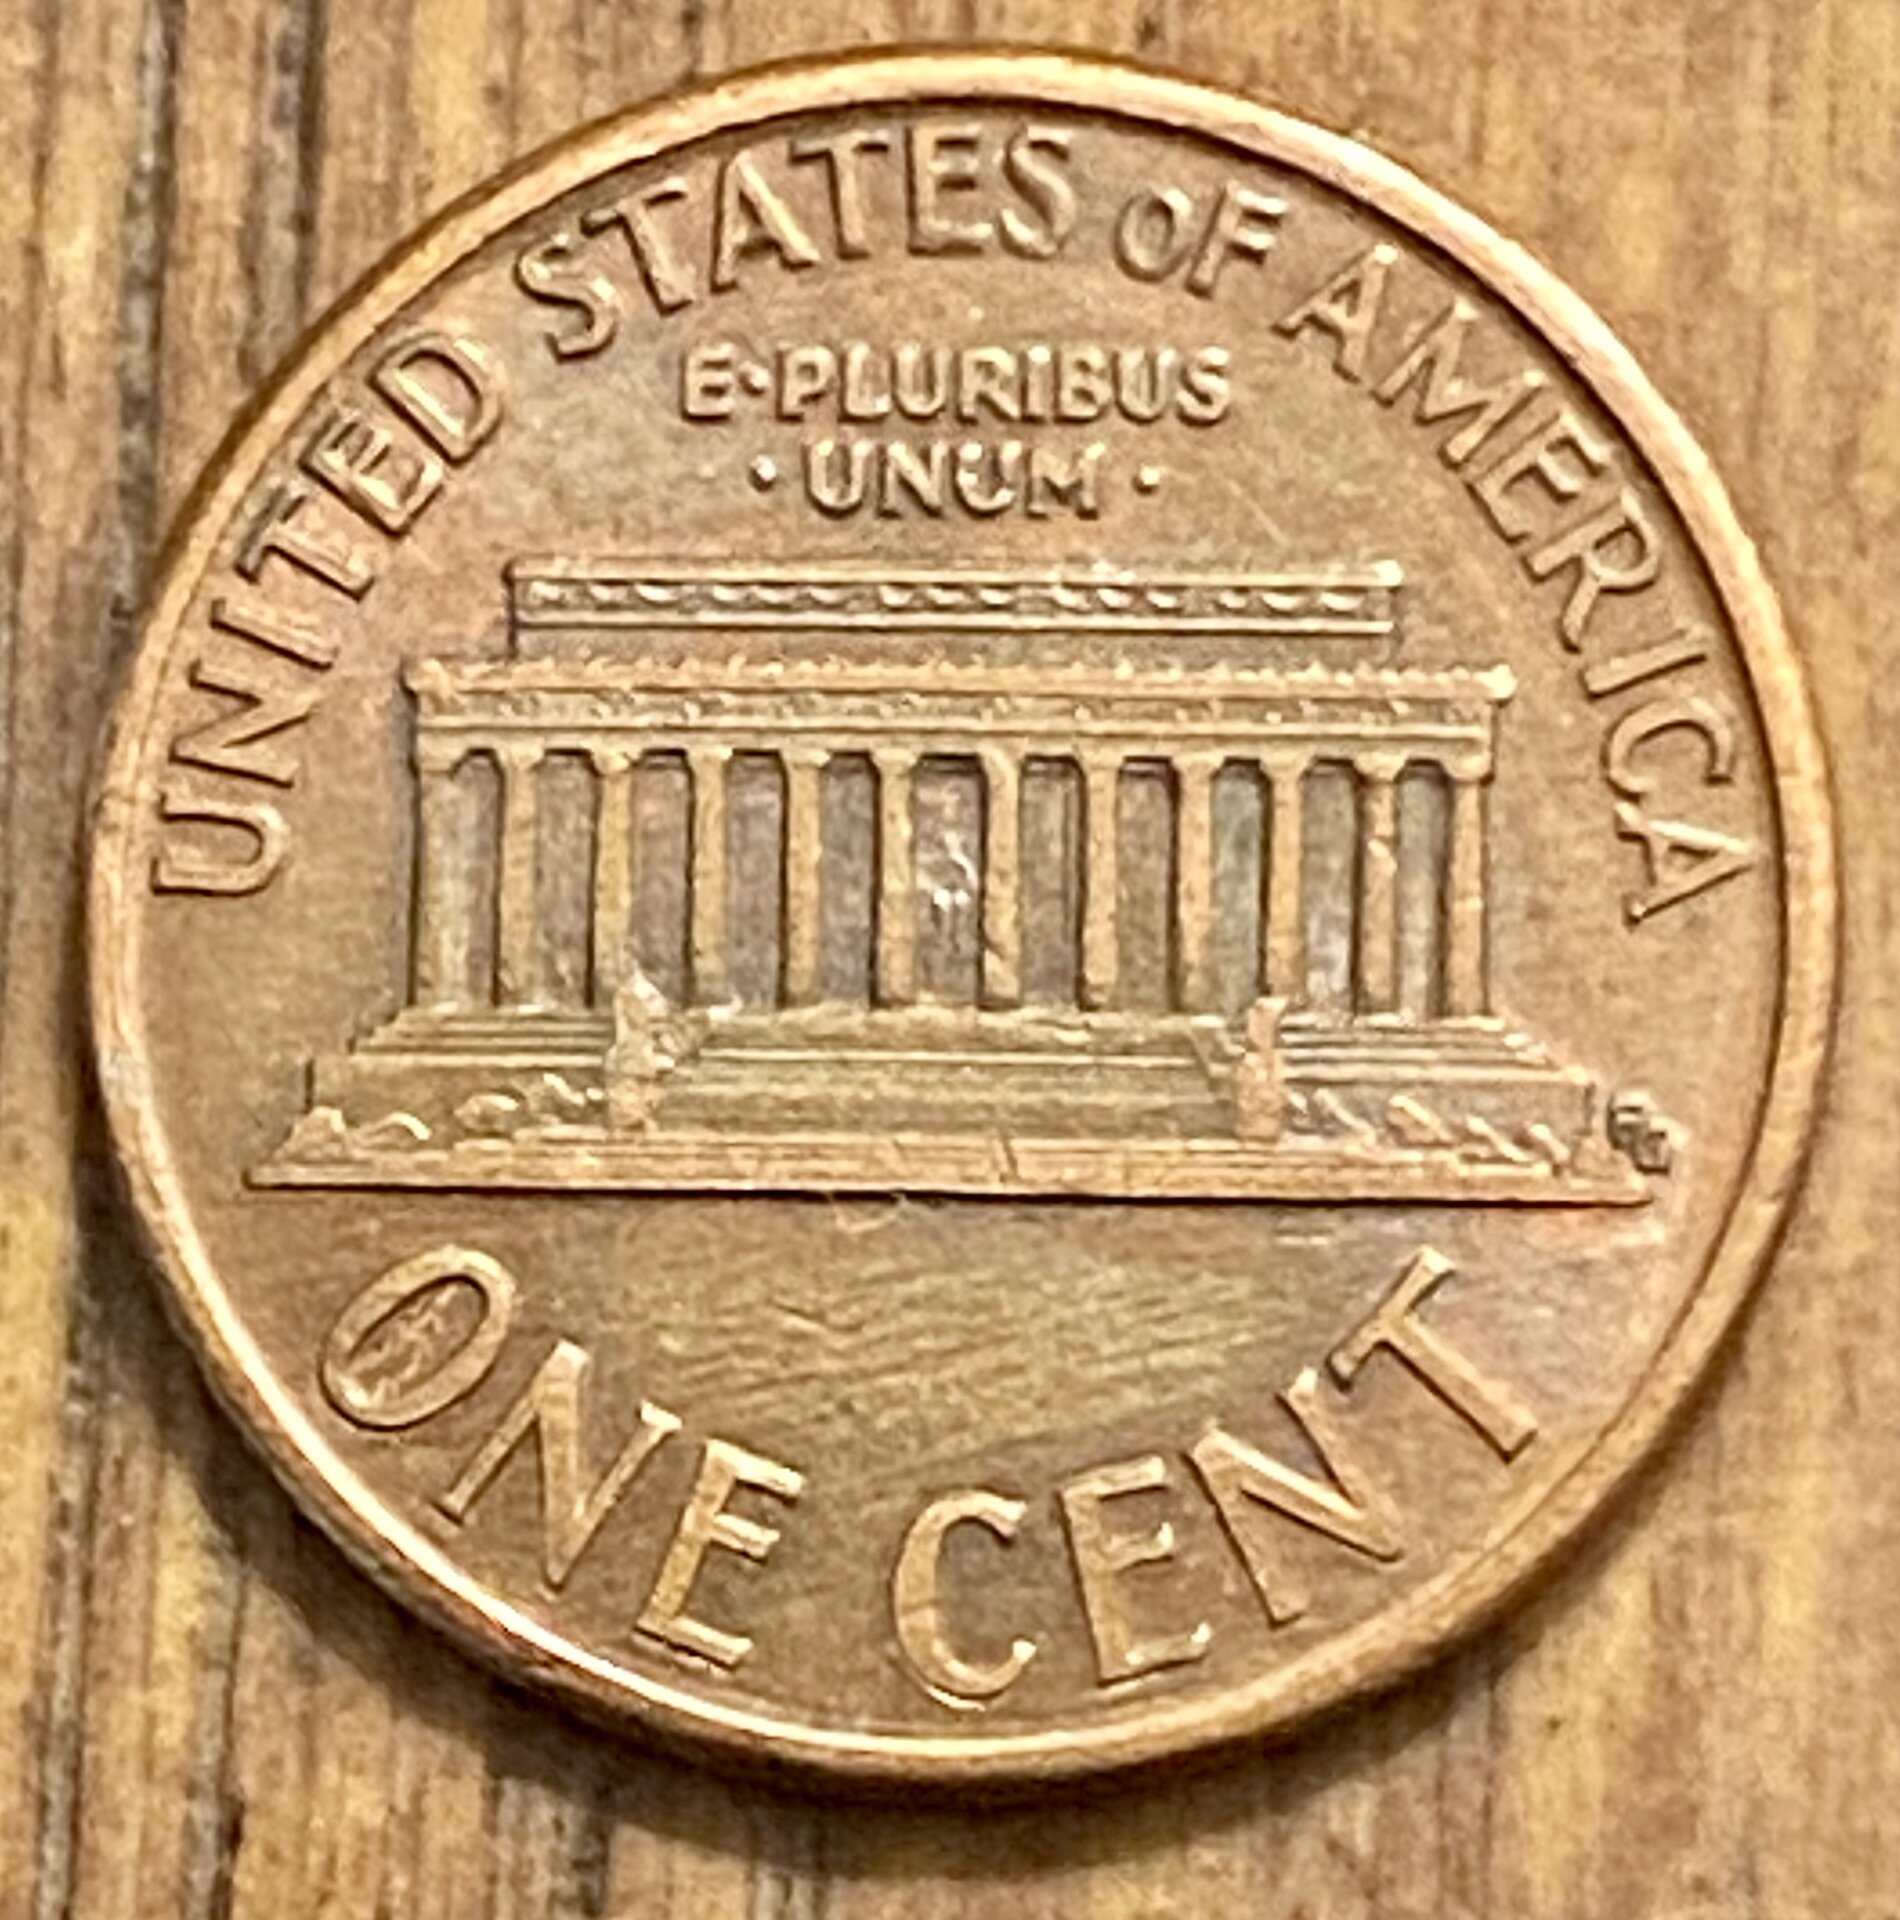 UNITED STATES OF AMERICA
E·PLURIBUS
·UNUM·
ONE CENT